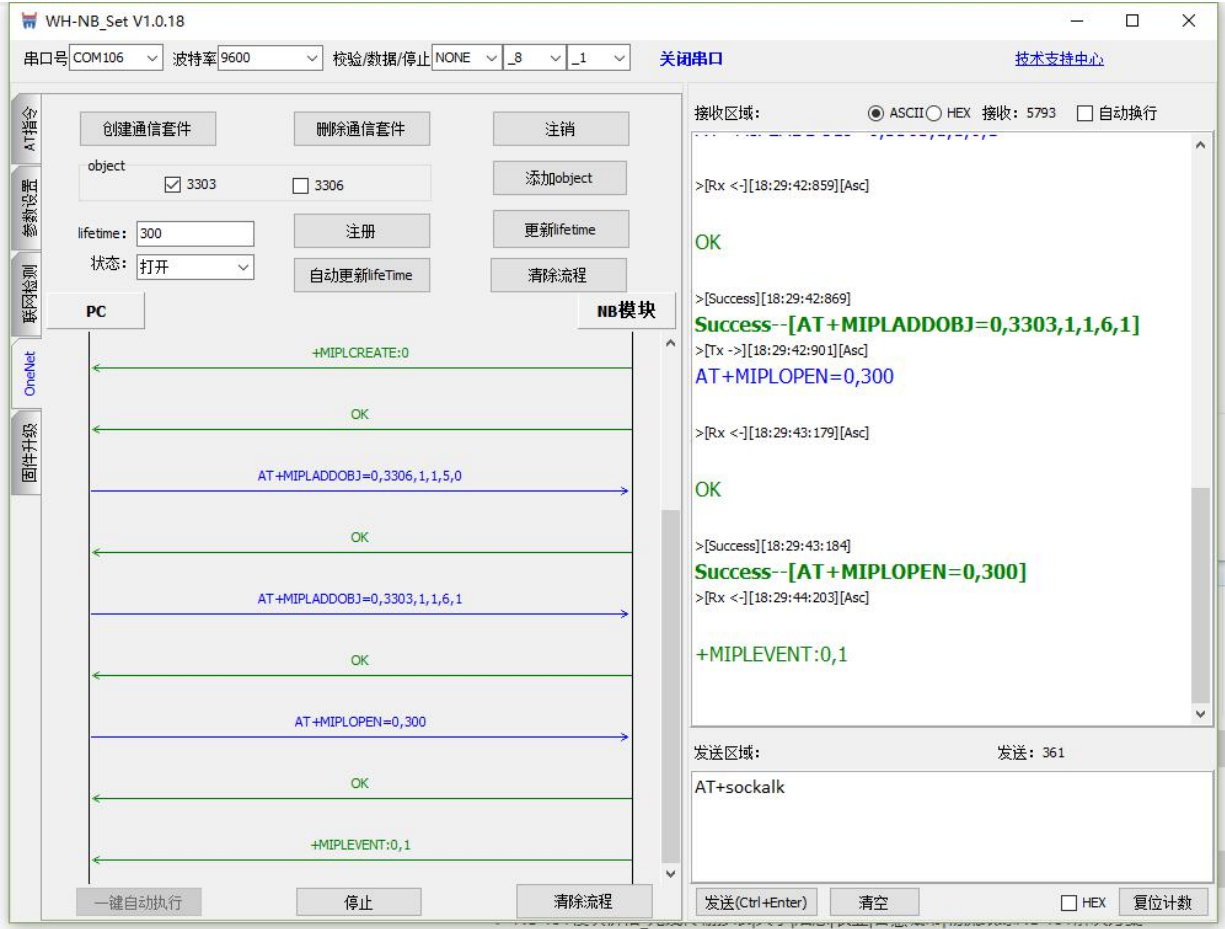 WH-NB_Set V1.0.18
串口号 COM106 波特率 9600 校验/数据/停止 NONE _8 _1 关闭串口 技术支持中心
AT指令
参数设置
联网检测
OneNet
固件升级
创建通信套件 删除通信套件 注销
object
3303 3306 添加object
lifetime: 300 注册 更新lifetime
状态: 打开 自动更新lifeTime 清除流程
PC NB模块
+MIPLCREATE:0
OK
AT+MIPLADDOBJ=0,3306,1,1,5,0
OK
AT+MIPLADDOBJ=0,3303,1,1,6,1
OK
AT+MIPLOPEN=0,300
OK
+MIPLEVENT:0,1
一键自动执行 停止 清除流程
接收区域: ASCII HEX 接收: 5793 自动换行
>[Rx <-][18:29:42:859][Asc]
OK
>[Success][18:29:42:869]
Success--[AT+MIPLADDOBJ=0,3303,1,1,6,1]
>[Tx ->][18:29:42:901][Asc]
AT+MIPLOPEN=0,300
>[Rx <-][18:29:43:179][Asc]
OK
>[Success][18:29:43:184]
Success--[AT+MIPLOPEN=0,300]
>[Rx <-][18:29:44:203][Asc]
+MIPLEVENT:0,1
发送区域: 发送: 361
AT+sockalk
发送(Ctrl+Enter) 清空 HEX 复位计数